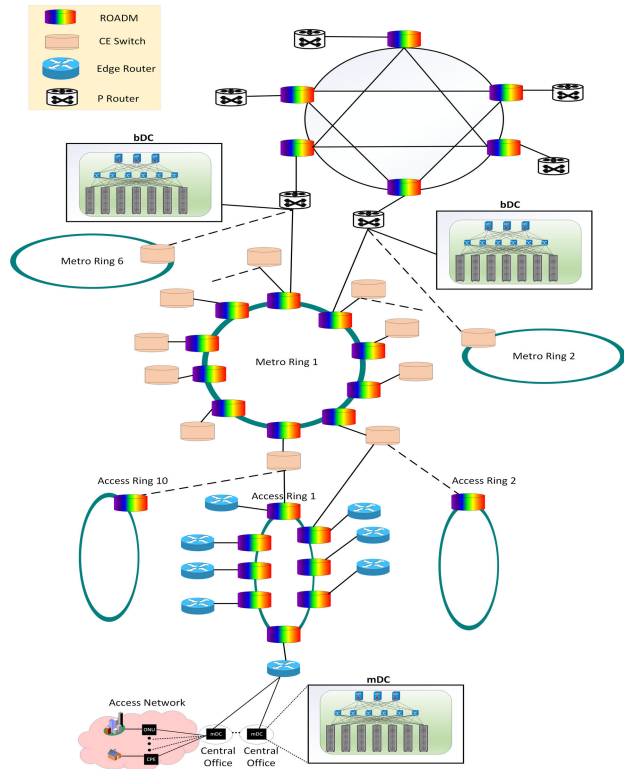 ROADM
CE Switch
Edge Router
P Router
bDC
bDC
Metro Ring 6
Metro Ring 1
Metro Ring 2
Access Ring 10
Access Ring 1
Access Ring 2
Access Network
ONU
CPE
mDC
mDC
Central
Office
Central
Office
mDC